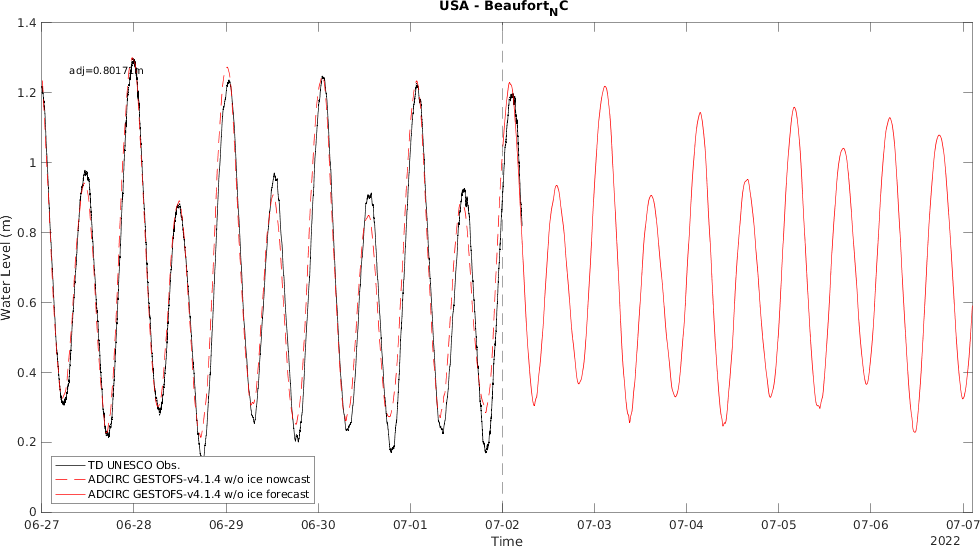 USA - Beaufort_NC
1.4
adj=0.80171m
1.2
1
0.8
0.6
0.4
0.2
0
Water Level (m)
TD UNESCO Obs.
ADCIRC GESTOFS-v4.1.4 w/o ice nowcast
ADCIRC GESTOFS-v4.1.4 w/o ice forecast
06-27 06-28 06-29 06-30 07-01 07-02 07-03 07-04 07-05 07-06 07-07
Time
2022